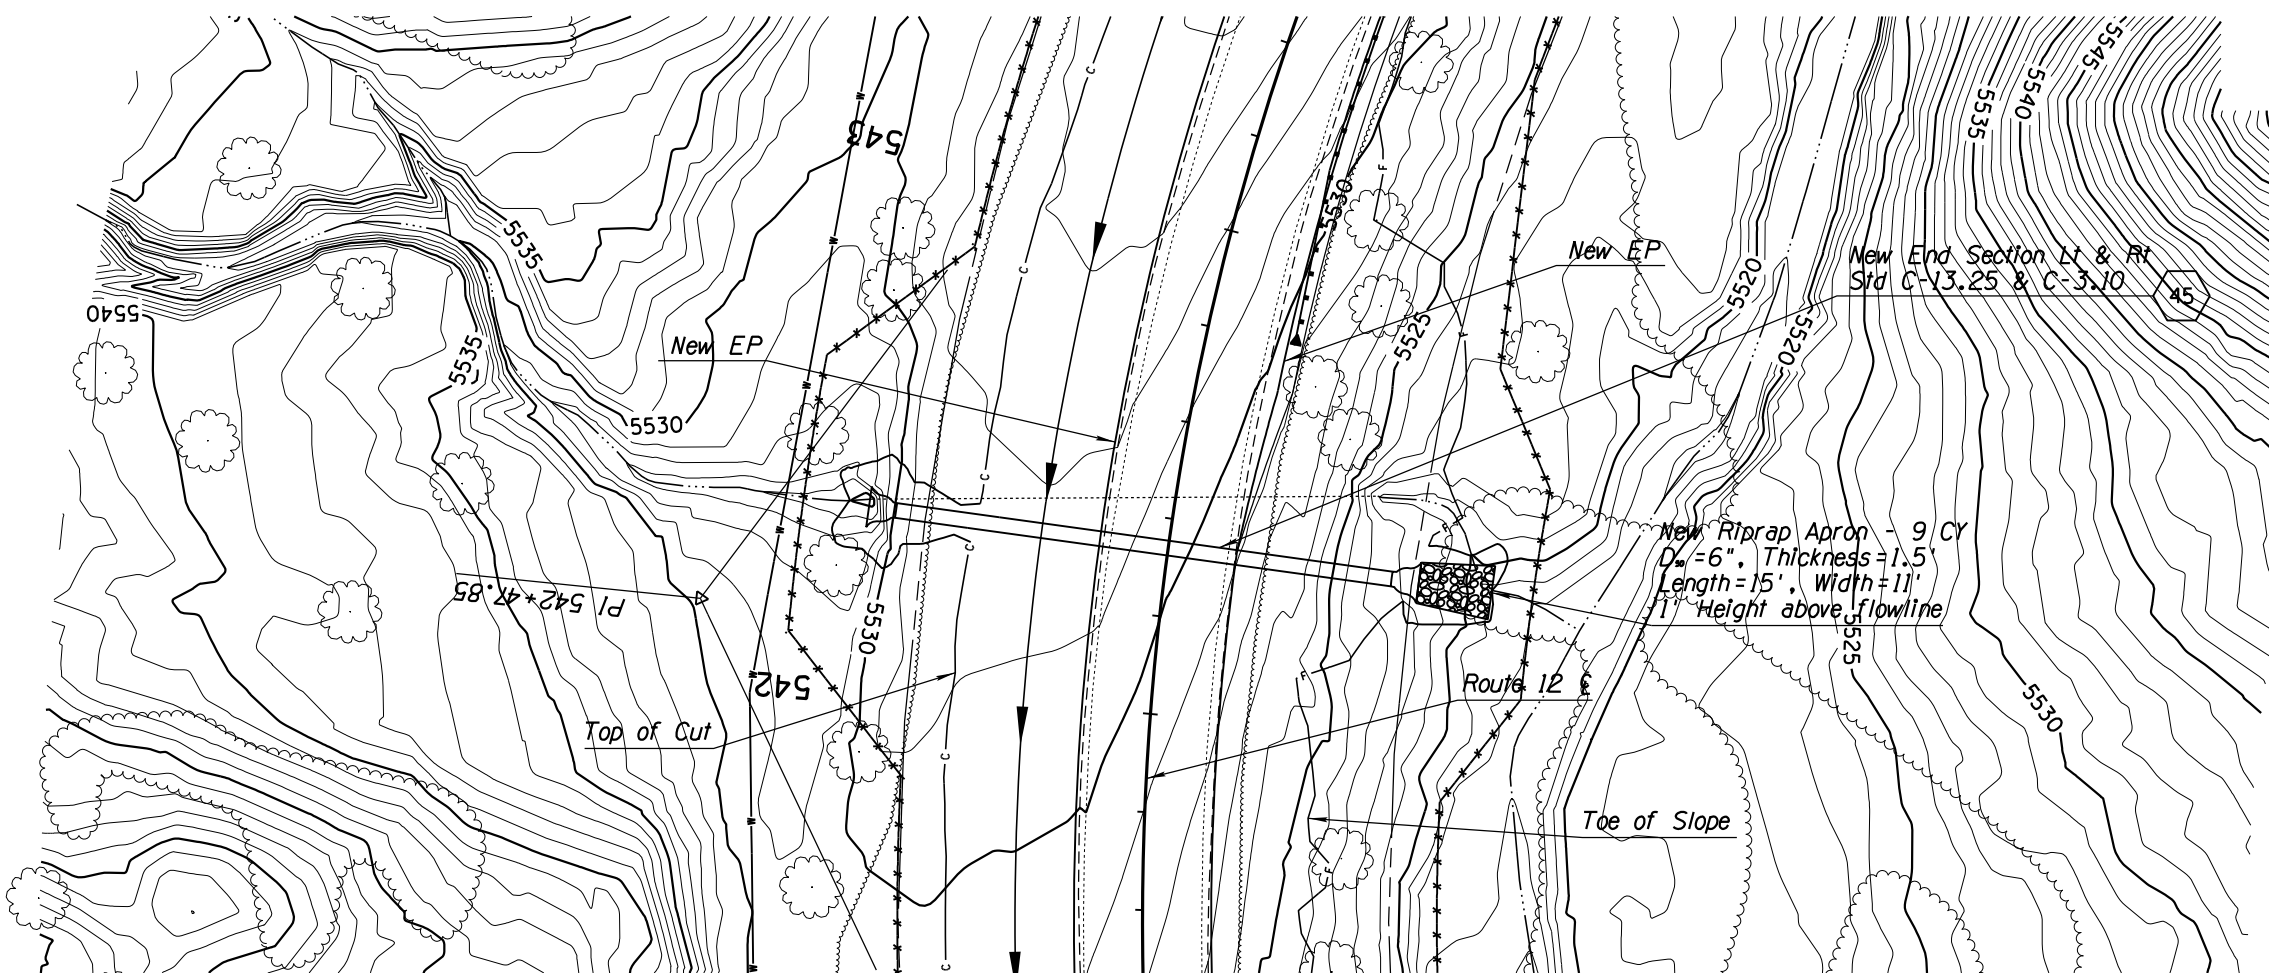 5545
5540
5535
543
5530
5535
New EP
New End Section Lt & Rt
Std C-13.25 & C-3.10
45
5520
5540
5525
5520
New EP
5535
5530
New Riprap Apron - 9 CY
D50 =6", Thickness=1.5'
Length=15', Width=11'
1' Height above flowline
PI 542+47.85
5530
5525
542
Route 12 ℄
5530
Top of Cut
Toe of Slope
C
C
C
C
C
C
F
F
F
F
F
W
W
W
W
W
W
W